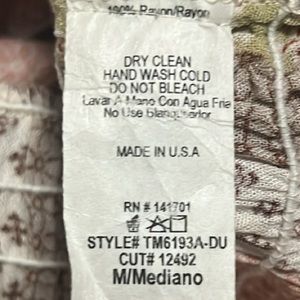 100% Rayon/Rayon
DRY CLEAN
HAND WASH COLD
DO NOT BLEACH
Lavar A Mano Con Agua Fria
No Use Blanqueador
MADE IN U.S.A
RN # 141701
STYLE# TM6193A-DU
CUT# 12492
M/Mediano